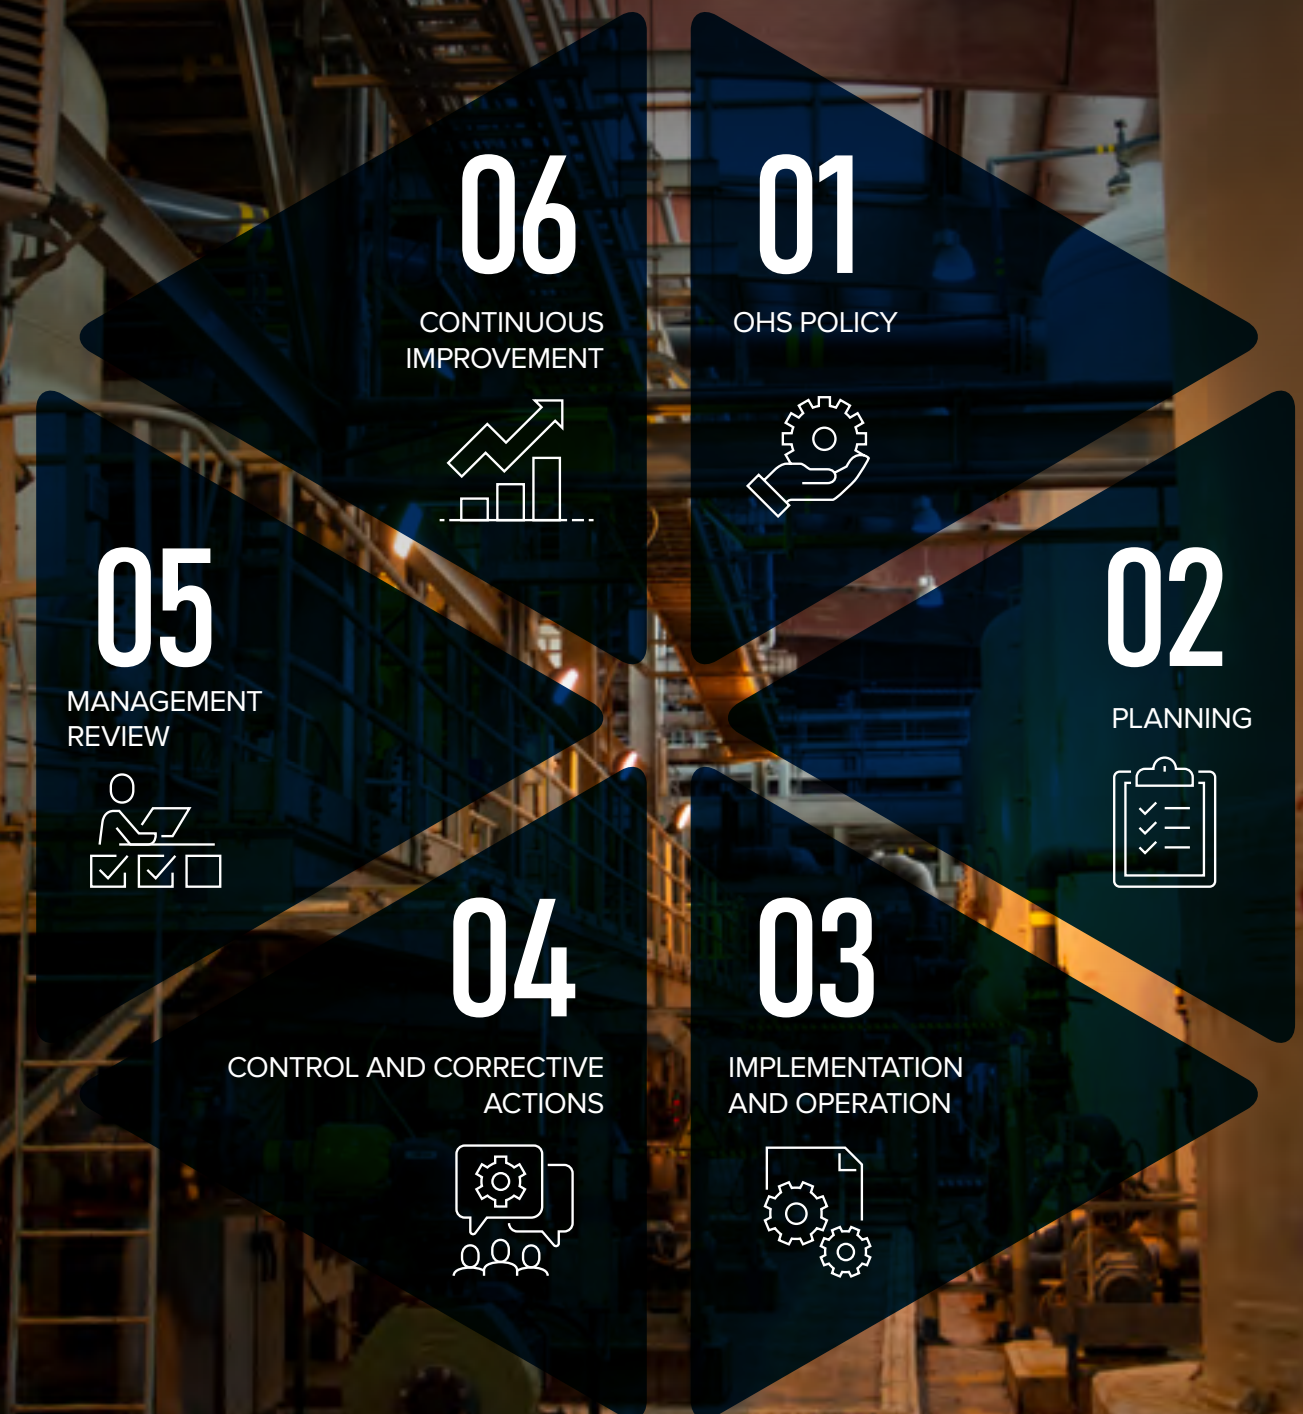 06
CONTINUOUS
IMPROVEMENT
01
OHS POLICY
05
MANAGEMENT
REVIEW
02
PLANNING
04
CONTROL AND CORRECTIVE
ACTIONS
03
IMPLEMENTATION
AND OPERATION